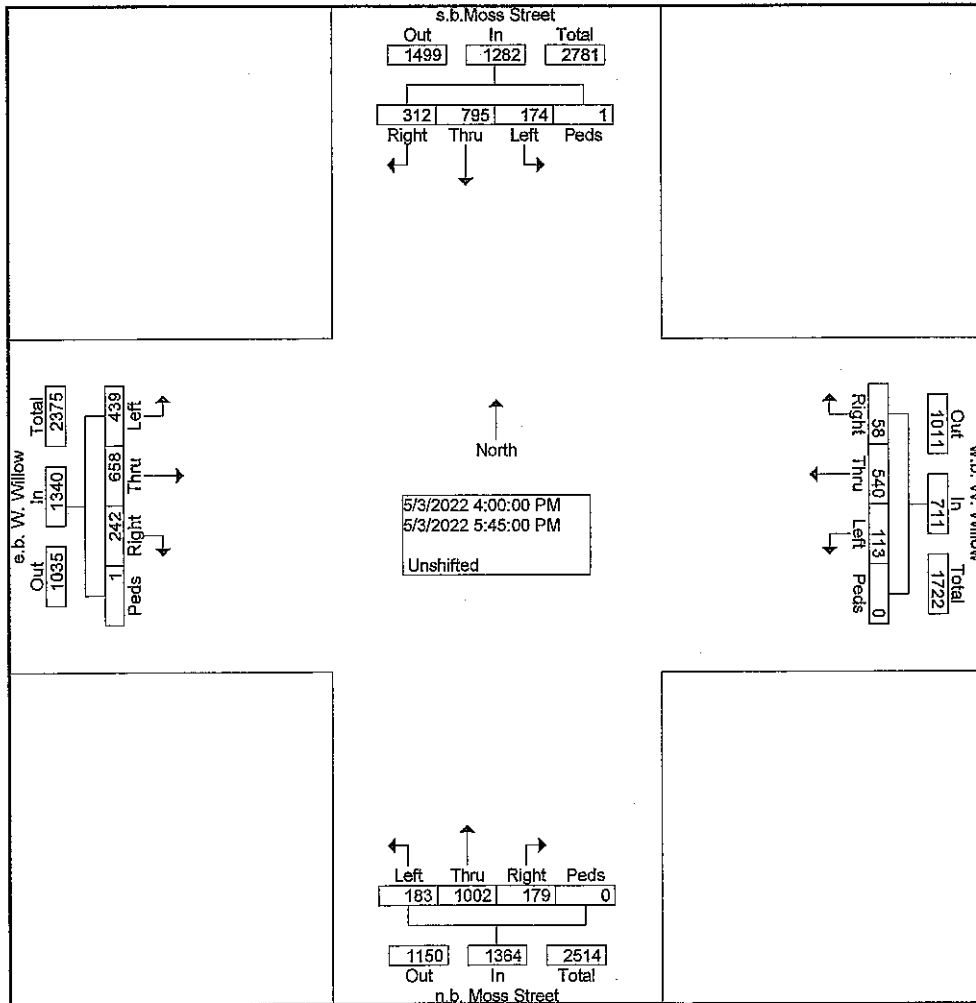 s.b.Moss Street
Out In Total
1499 1282 2781
312 795 174 1
Right Thru Left Peds
e.b. W. Willow
Total In Out
2375 1340 1035
439 658 242 1
Left Thru Right Peds
North
5/3/2022 4:00:00 PM
5/3/2022 5:45:00 PM
Unshifted
Right Thru Left Peds
58 540 113 0
Out In Total
1011 711 1722
w.b. W. Willow
Left Thru Right Peds
183 1002 179 0
1150 1364 2514
Out In Total
n.b. Moss Street